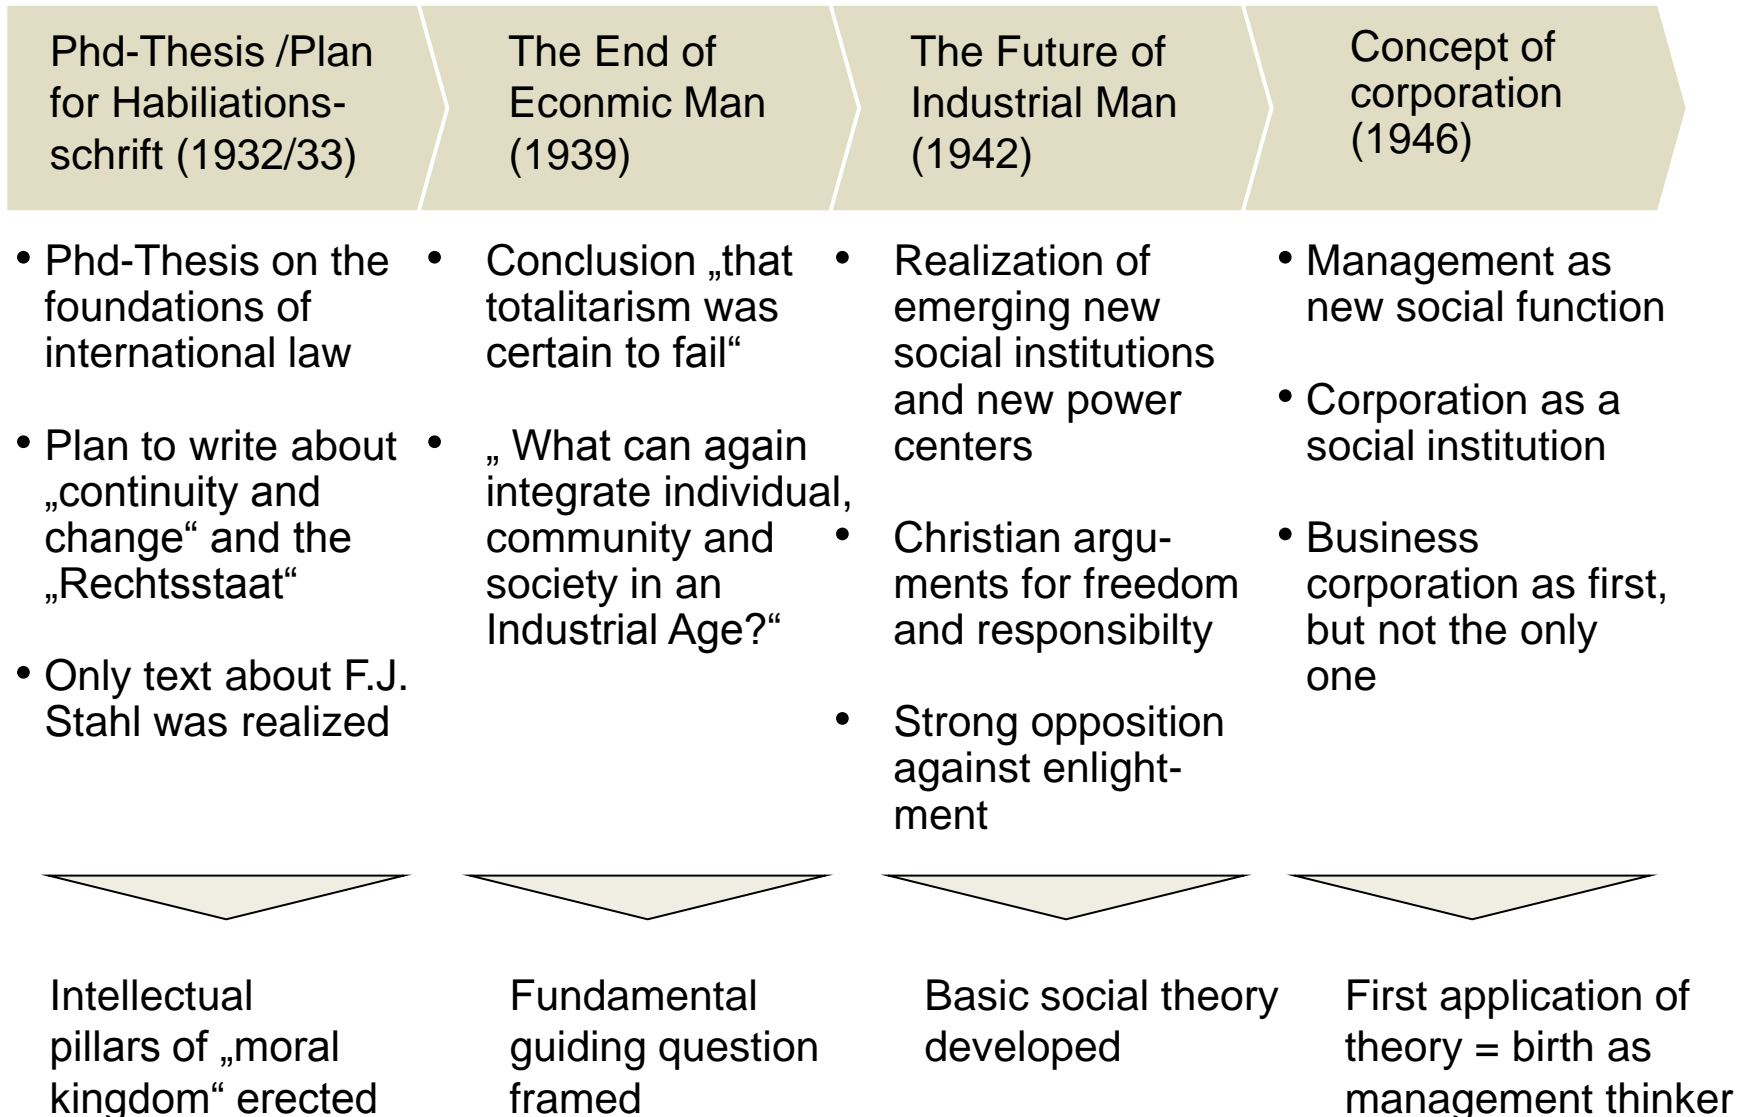 Phd-Thesis /Plan
for Habiliations-
schrift (1932/33)
The End of
Econmic Man
(1939)
The Future of
Industrial Man
(1942)
Concept of
corporation
(1946)
• Phd-Thesis on the
foundations of
international law
• Plan to write about
„continuity and
change“ and the
„Rechtsstaat“
• Only text about F.J.
Stahl was realized
• Conclusion „that
totalitarism was
certain to fail“
• „ What can again
integrate individual,
community and
society in an
Industrial Age?“
• Realization of
emerging new
social institutions
and new power
centers
• Christian argu-
ments for freedom
and responsibilty
• Strong opposition
against enlight-
ment
• Management as
new social function
• Corporation as a
social institution
• Business
corporation as first,
but not the only
one
Intellectual
pillars of „moral
kingdom“ erected
Fundamental
guiding question
framed
Basic social theory
developed
First application of
theory = birth as
management thinker